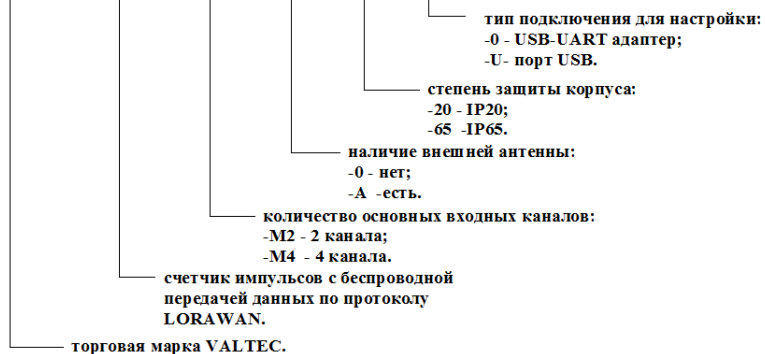 тип подключения для настройки:
-0 - USB-UART адаптер;
-U- порт USB.
степень защиты корпуса:
-20 - IP20;
-65 -IP65.
наличие внешней антенны:
-0 - нет;
-А -есть.
количество основных входных каналов:
-М2 - 2 канала;
-М4 - 4 канала.
счетчик импульсов с беспроводной
передачей данных по протоколу
LORAWAN.
торговая марка VALTEC.